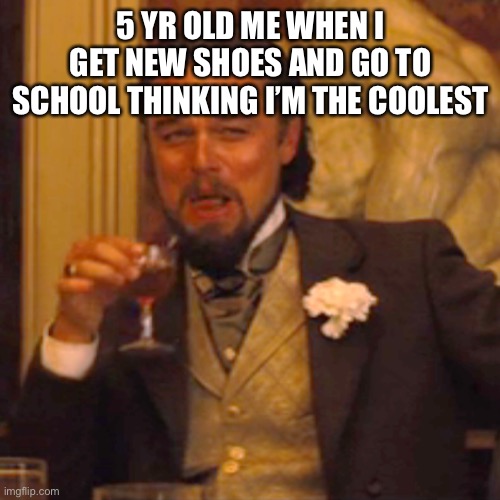 5 YR OLD ME WHEN I
GET NEW SHOES AND GO TO
SCHOOL THINKING I’M THE COOLEST
imgflip.com